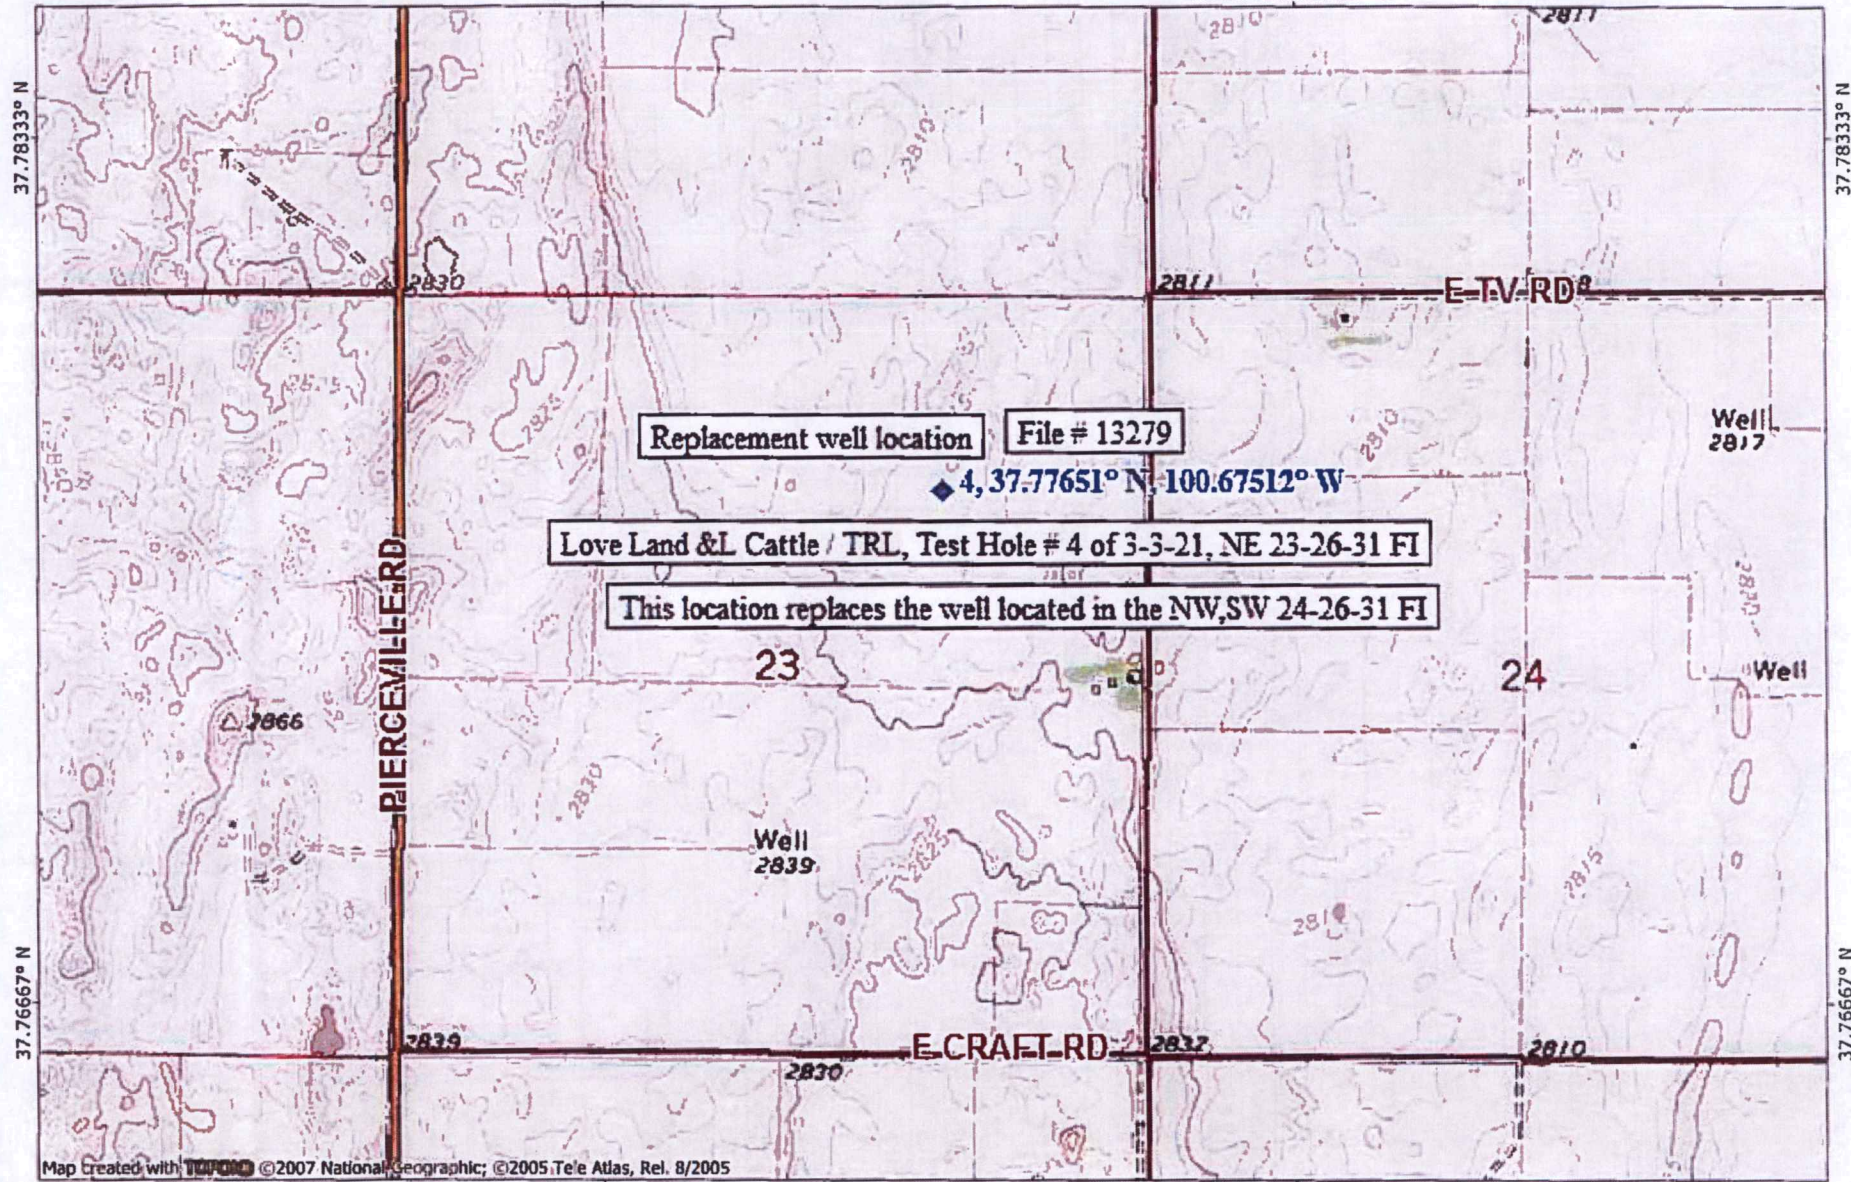 2811
2810
37.78333° N
37.78333° N
2810
2830
2811
E TV RD
2825
Well
2817
Replacement well location
File # 13279
2810
4, 37.77651° N, 100.67512° W
Love Land &L Cattle / TRL, Test Hole # 4 of 3-3-21, NE 23-26-31 FI
This location replaces the well located in the NW,SW 24-26-31 FI
PIERCEVILLE RD
2820
23
24
Well
2866
2830
Well
2839
2825
2815
37.76667° N
37.76667° N
2839
E CRAFT RD
2832
2810
2830
Map created with TOPO!® ©2007 National Geographic; ©2005 Tele Atlas, Rel. 8/2005